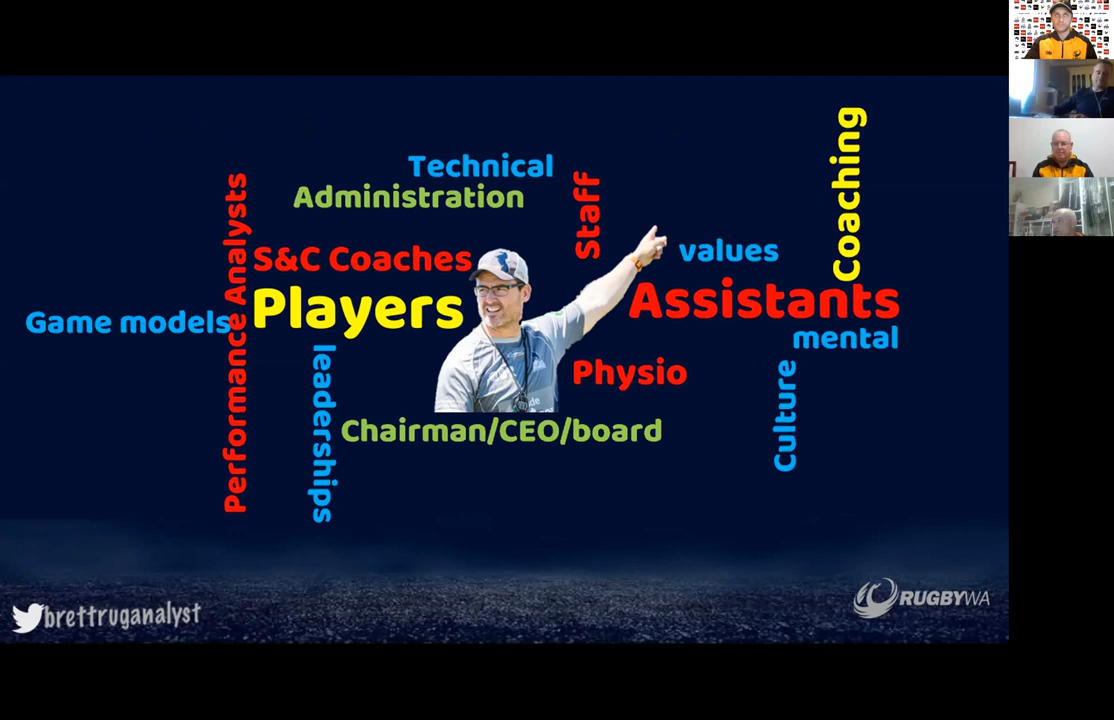 Technical
Administration
Staff
Coaching
Performance Analysts
S&C Coaches
values
Players
Assistants
Game models
mental
leaderships
Physio
Culture
Chairman/CEO/board
brettruganalyst
RUGBYWA